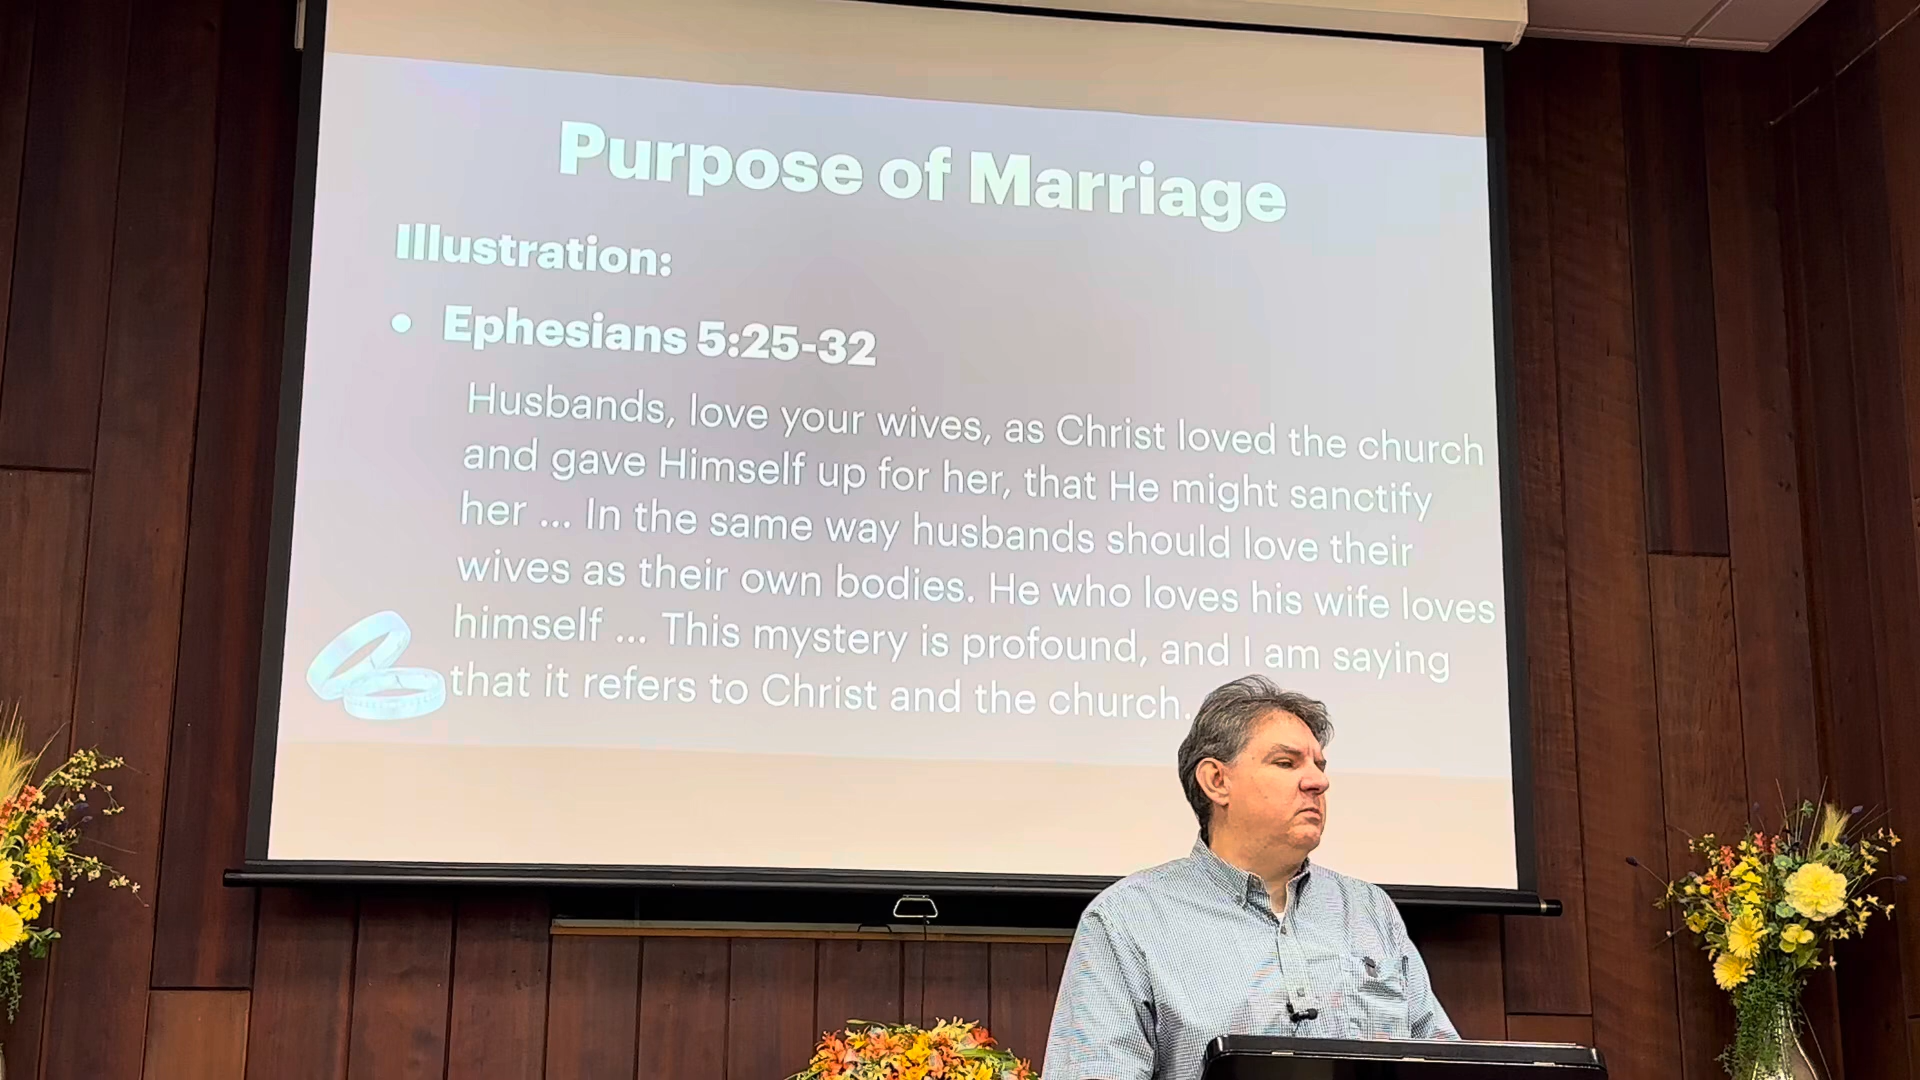 Purpose of Marriage
Illustration:
• Ephesians 5:25-32
Husbands, love your wives, as Christ loved the church
and gave Himself up for her, that He might sanctify
her ... In the same way husbands should love their
wives as their own bodies. He who loves his wife loves
himself ... This mystery is profound, and I am saying
that it refers to Christ and the church.